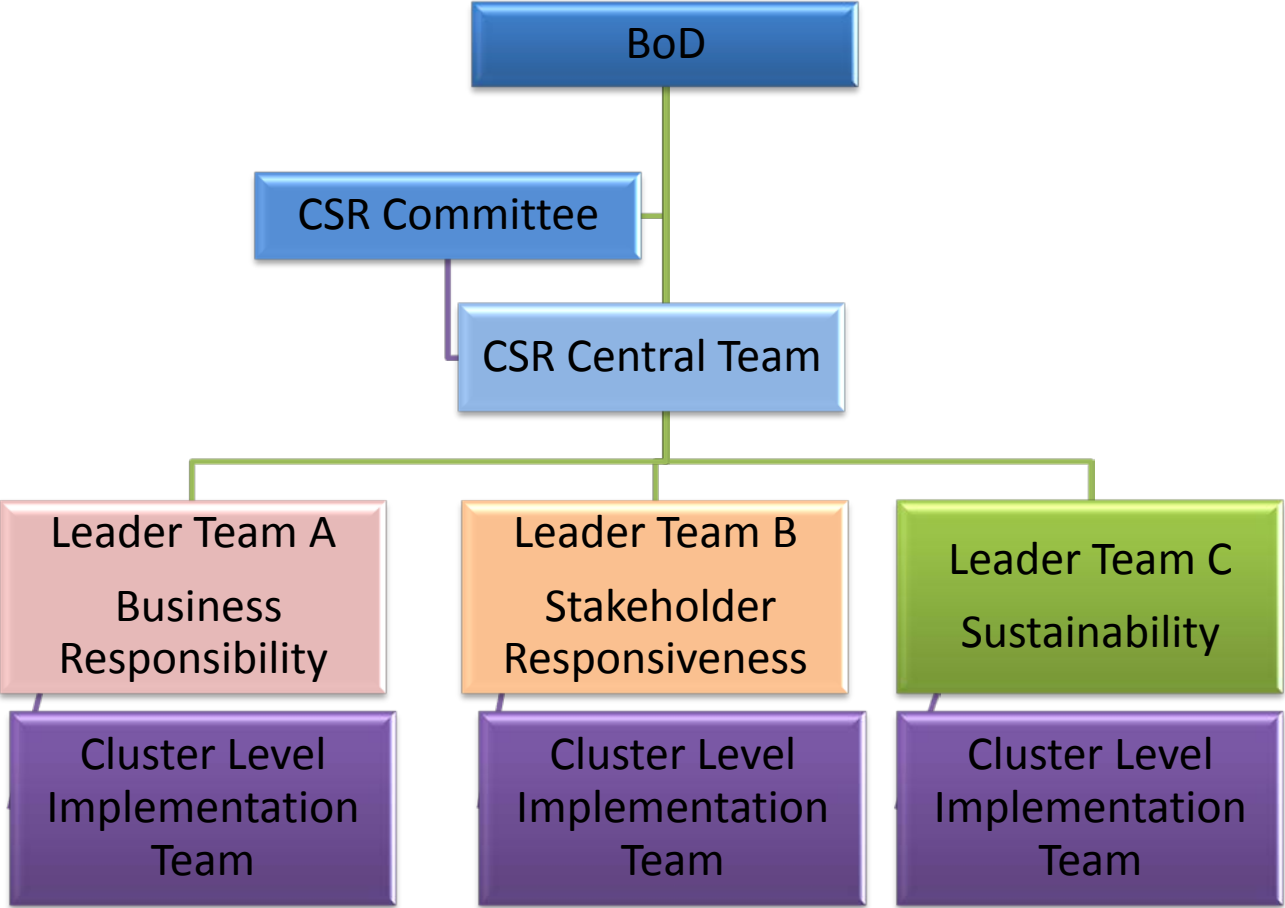 BoD
CSR Committee
CSR Central Team
Leader Team A
Business
Responsibility
Leader Team B
Stakeholder
Responsiveness
Leader Team C
Sustainability
Cluster Level
Implementation
Team
Cluster Level
Implementation
Team
Cluster Level
Implementation
Team